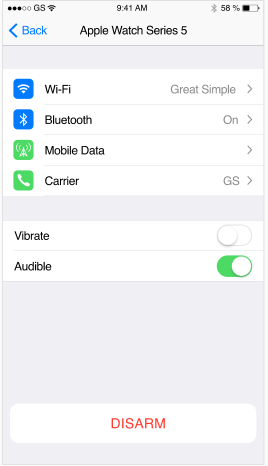 GS 9:41 AM 58 %
Back Apple Watch Series 5
Wi-Fi Great Simple
Bluetooth On
Mobile Data
Carrier GS
Vibrate
Audible
DISARM